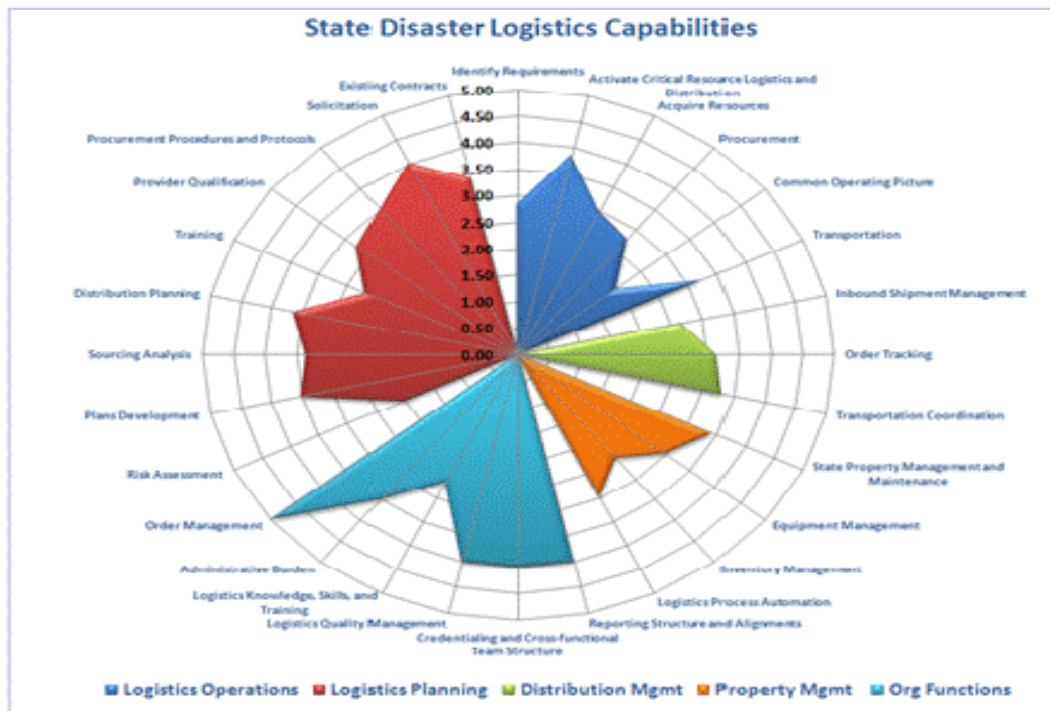 State Disaster Logistics Capabilities
Identify Requirements
Activate Critical Resource Logistics and
Distribution
Acquire Resources
Procurement
Common Operating Picture
Transportation
Inbound Shipment Management
Order Tracking
Transportation Coordination
State Property Management and
Maintenance
Equipment Management
Inventory Management
Logistics Process Automation
Reporting Structure and Alignments
Credentialing and Cross-functional
Team Structure
Logistics Quality Management
Logistics Knowledge, Skills, and
Training
Administrative Burden
Order Management
Risk Assessment
Plans Development
Sourcing Analysis
Distribution Planning
Training
Provider Qualification
Procurement Procedures and Protocols
Solicitation
Existing Contracts
5.00
4.50
4.00
3.50
3.00
2.50
2.00
1.50
1.00
0.50
0.00
Logistics Operations Logistics Planning Distribution Mgmt Property Mgmt Org Functions